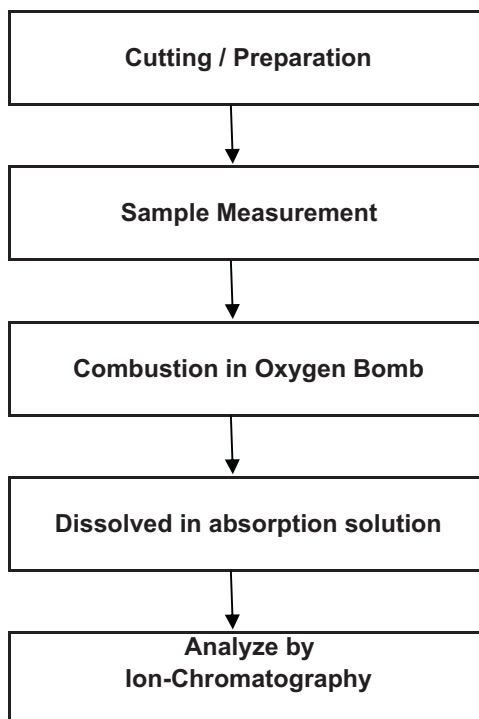 Cutting / Preparation
Sample Measurement
Combustion in Oxygen Bomb
Dissolved in absorption solution
Analyze by
Ion-Chromatography